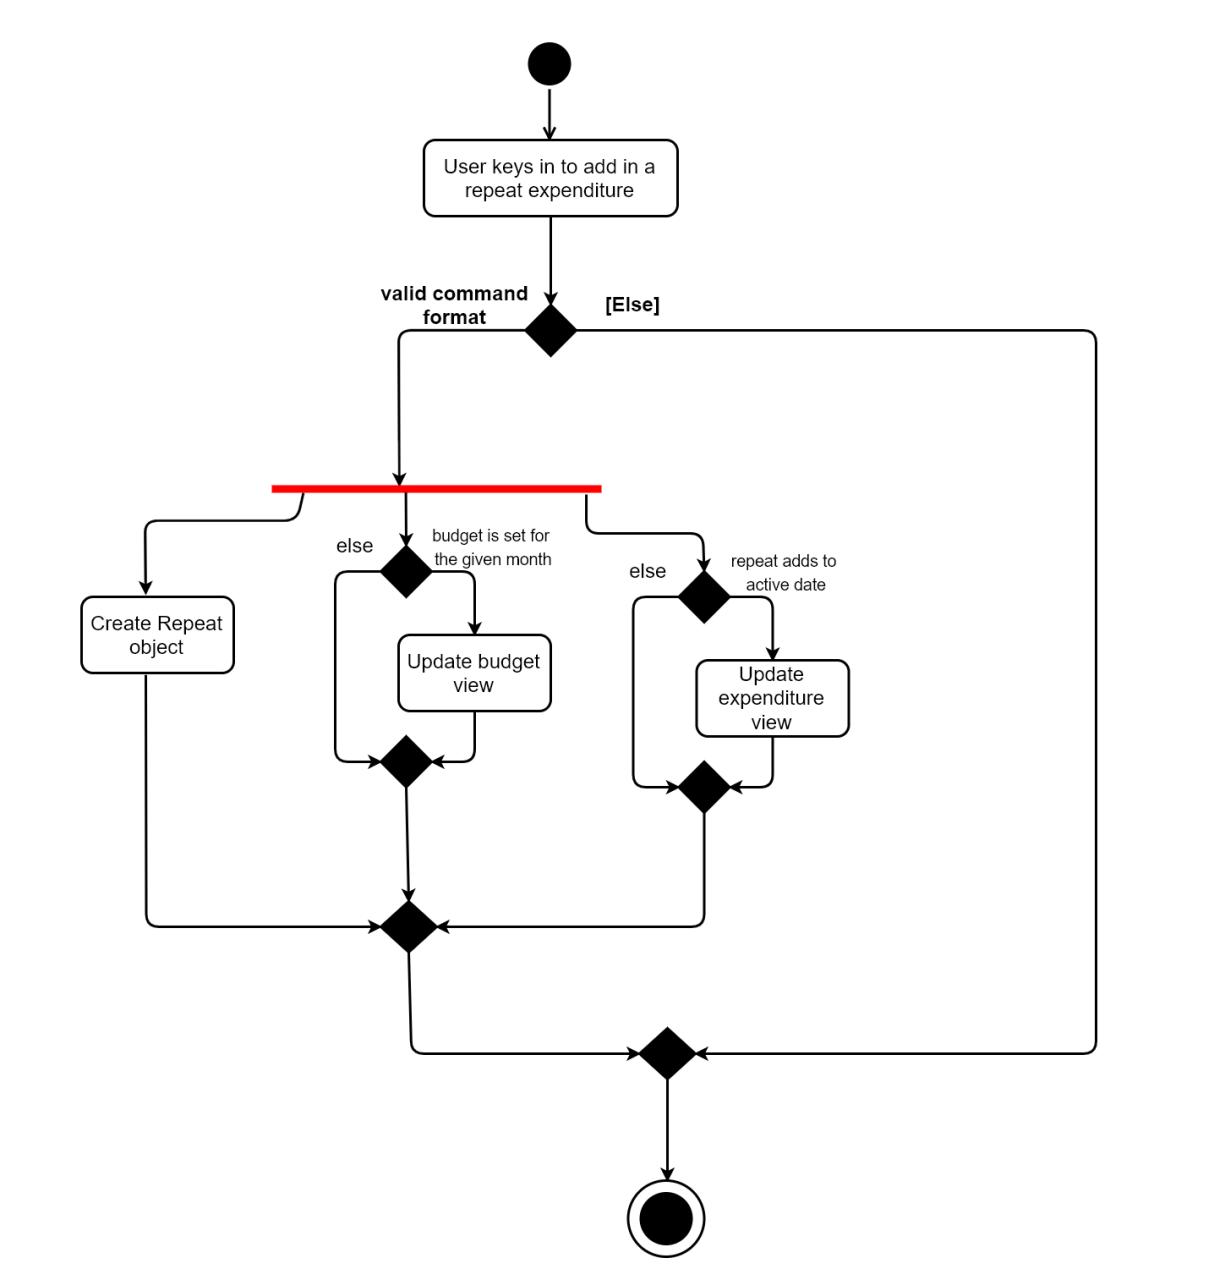 User keys in to add in a
repeat expenditure
valid command
format
[Else]
else
budget is set for
the given month
else
repeat adds to
active date
Create Repeat
object
Update budget
view
Update
expenditure
view